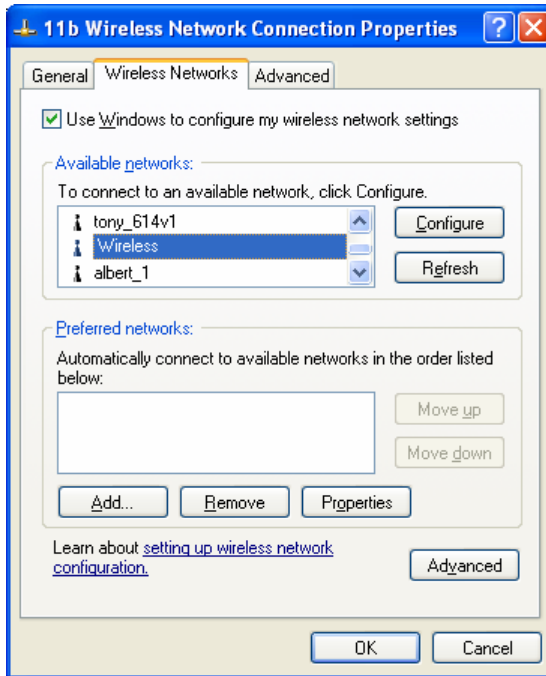 11b Wireless Network Connection Properties
General Wireless Networks Advanced
Use Windows to configure my wireless network settings
Available networks:
To connect to an available network, click Configure.
tony_614v1
Wireless
albert_1
Configure
Refresh
Preferred networks:
Automatically connect to available networks in the order listed
below:
Move up
Move down
Add... Remove Properties
Learn about setting up wireless network
configuration.
Advanced
OK Cancel